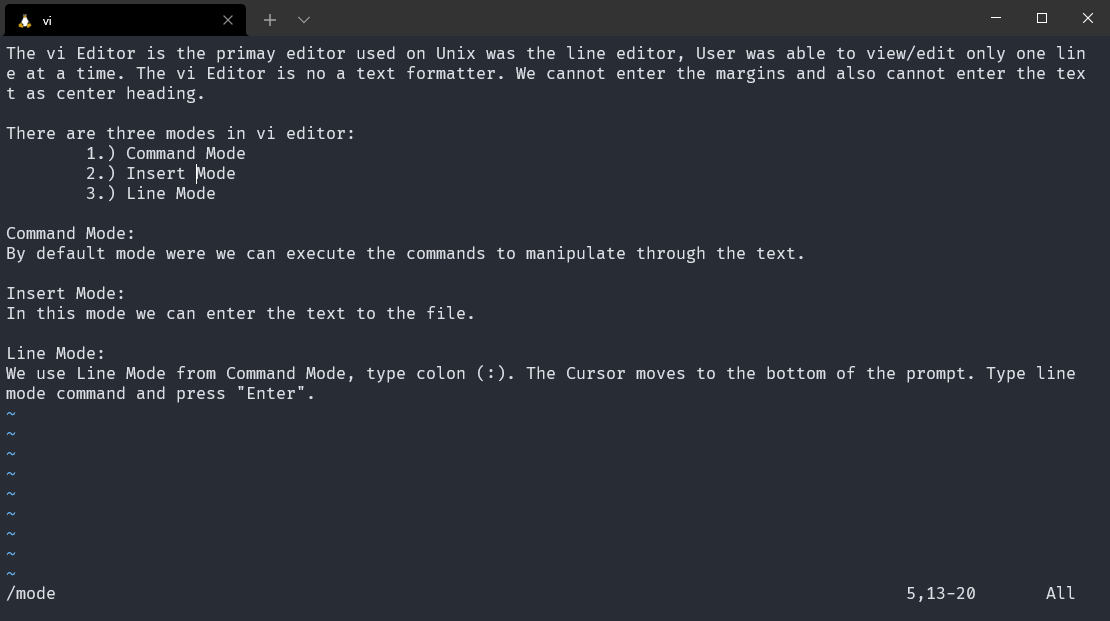 vi
The vi Editor is the primay editor used on Unix was the line editor, User was able to view/edit only one lin
e at a time. The vi Editor is no a text formatter. We cannot enter the margins and also cannot enter the tex
t as center heading.
There are three modes in vi editor:
1.) Command Mode
2.) Insert Mode
3.) Line Mode
Command Mode:
By default mode were we can execute the commands to manipulate through the text.
Insert Mode:
In this mode we can enter the text to the file.
Line Mode:
We use Line Mode from Command Mode, type colon (:). The Cursor moves to the bottom of the prompt. Type line
mode command and press "Enter".
~
~
~
~
~
~
~
~
~
/mode 5,13-20 All